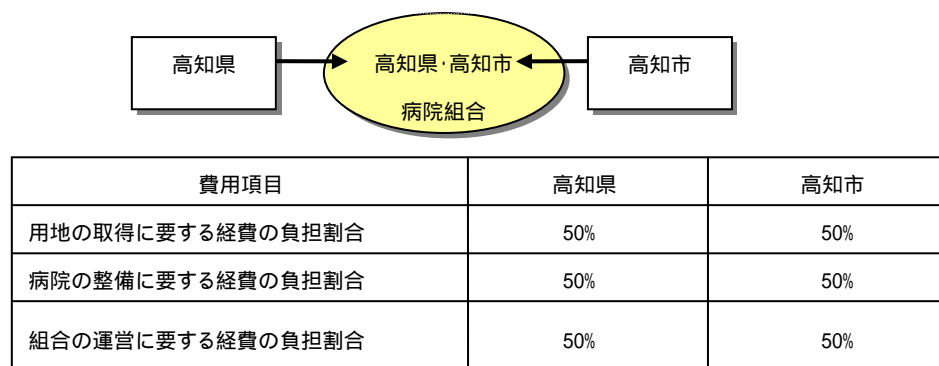 高知県
高知県・高知市
病院組合
高知市
費用項目 高知県 高知市
用地の取得に要する経費の負担割合 50% 50%
病院の整備に要する経費の負担割合 50% 50%
組合の運営に要する経費の負担割合 50% 50%